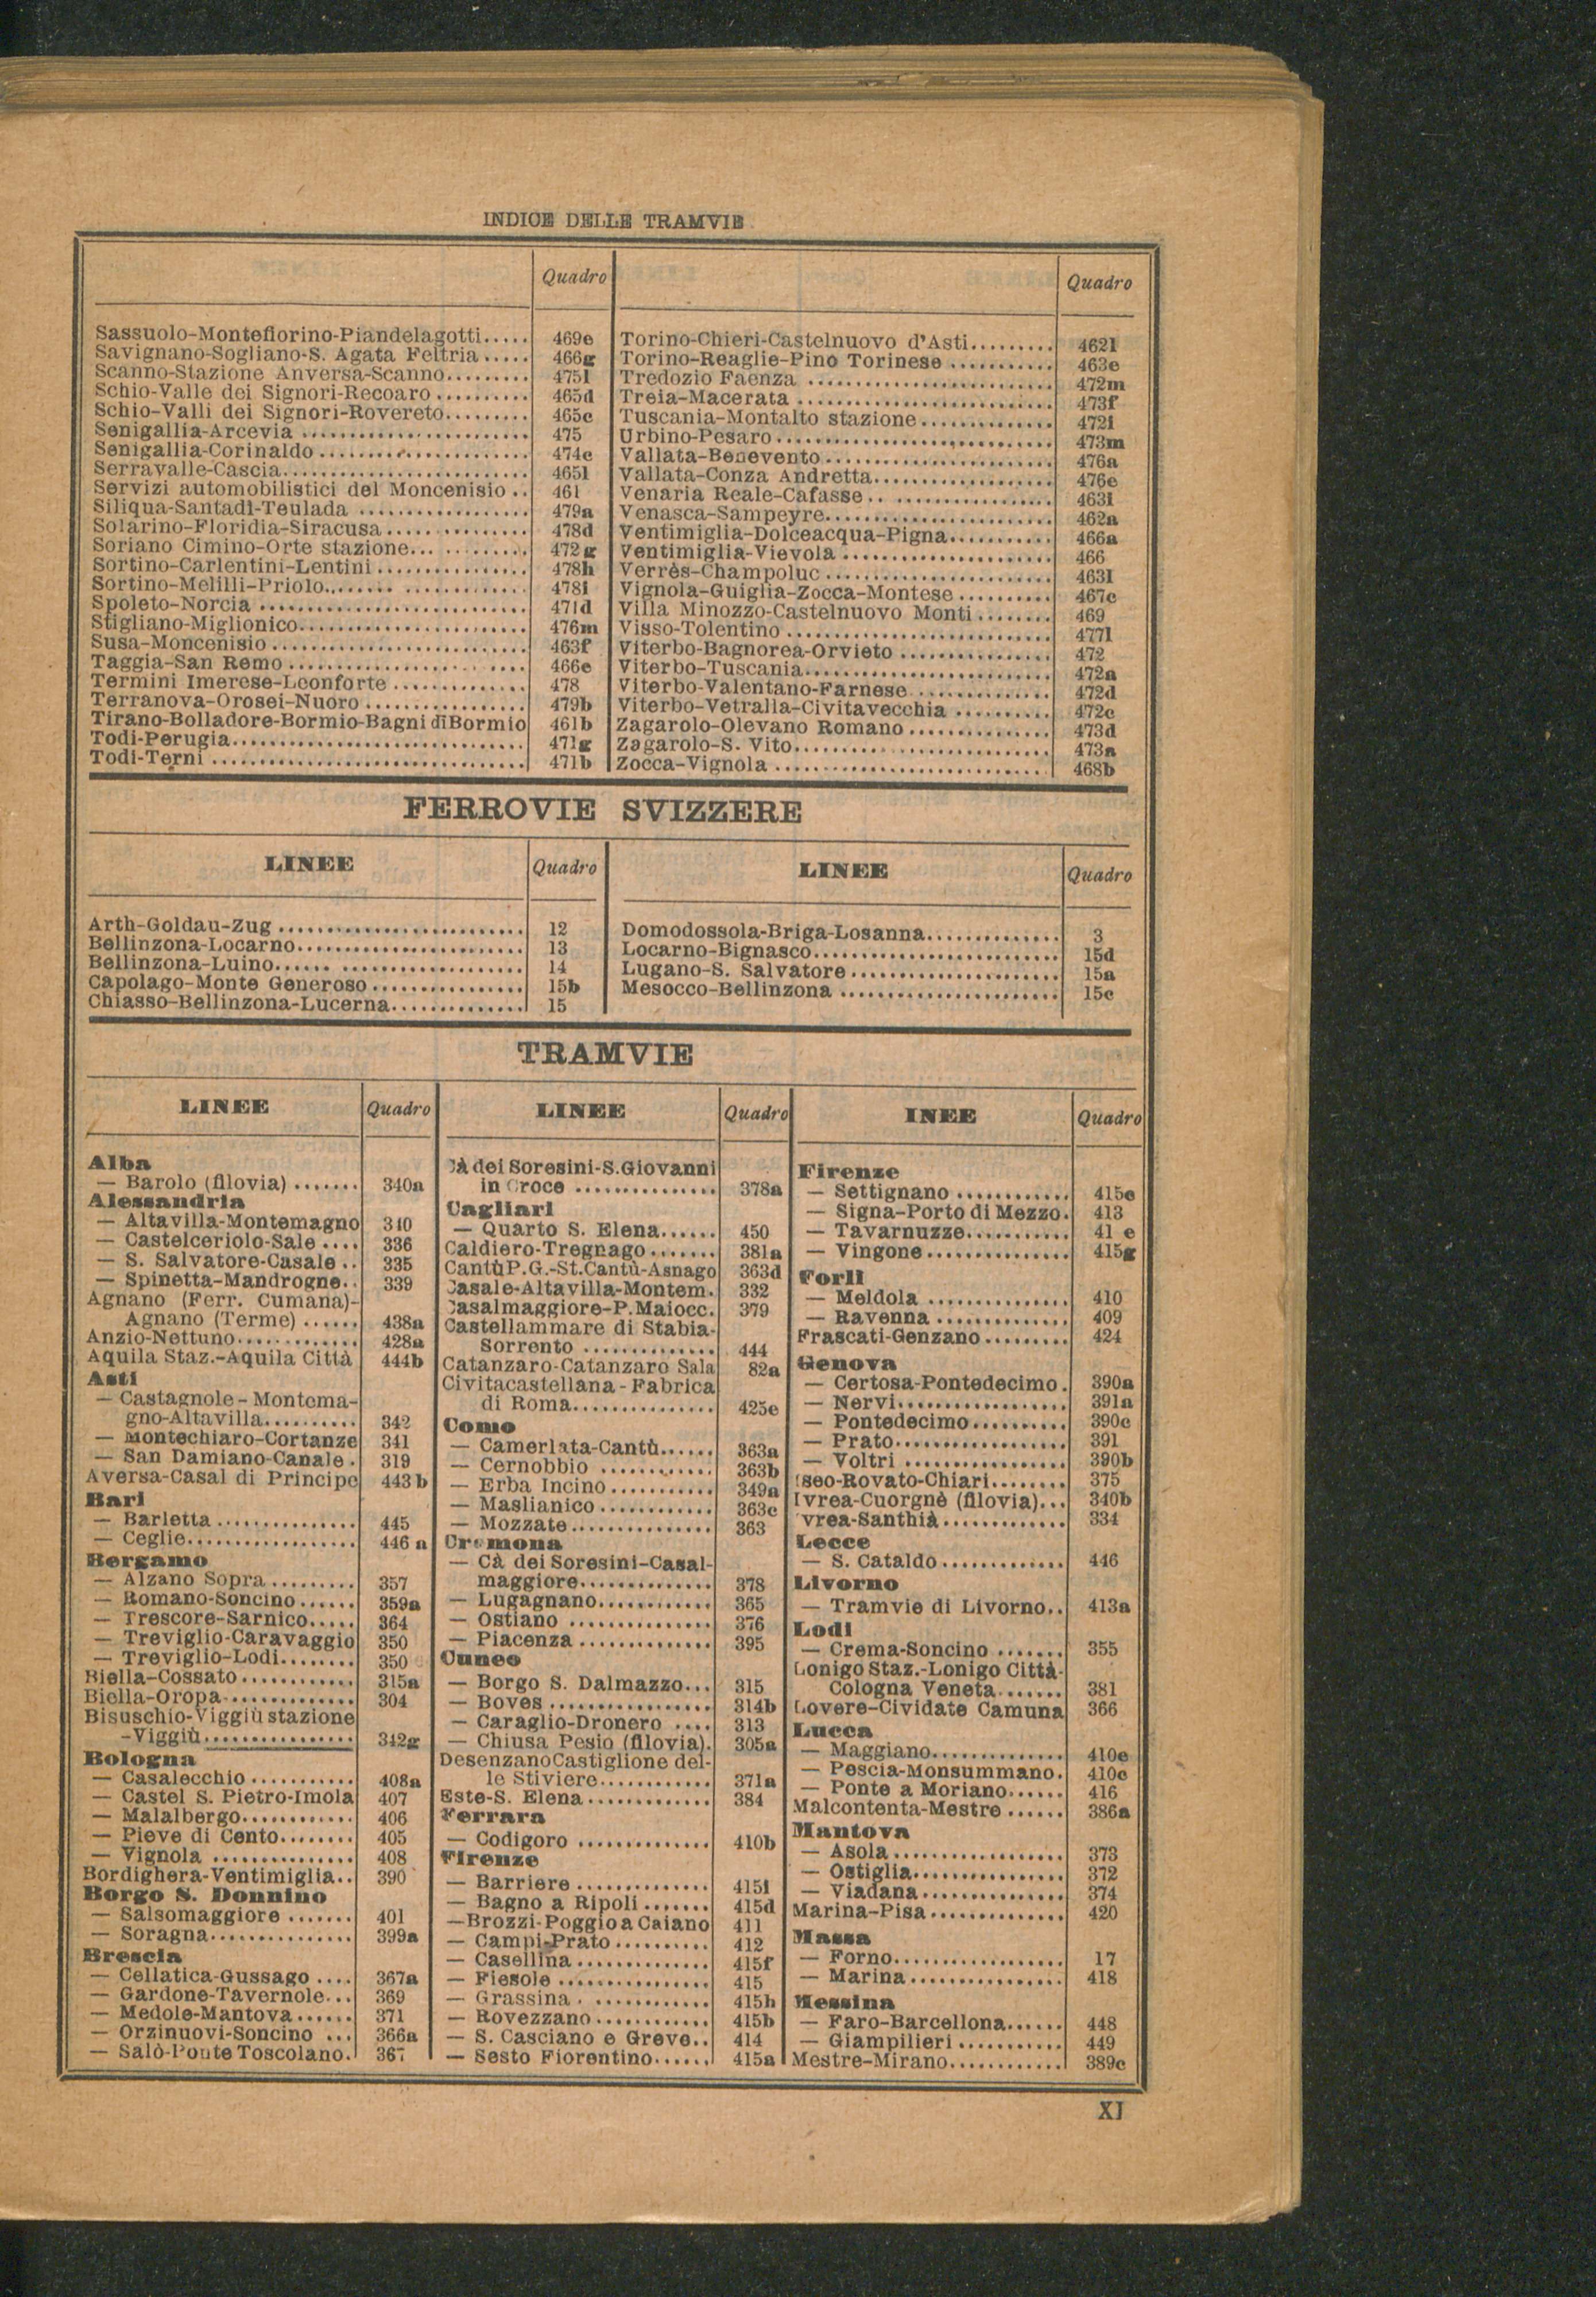 INDICE DELLE TRAMVIE
Quadro
Sassuolo-Montefiorino-Piandelagotti..... 469e
Savignano-Sogliano-S. Agata Feltria..... 466g
Scanno-Stazione Anversa-Scanno......... 475l
Schio-Valle dei Signori-Recoaro.......... 465d
Schio-Valli dei Signori-Rovereto......... 465c
Senigallia-Arcevia ........................ 475
Senigallia-Corinaldo ...................... 474c
Serravalle-Cascia......................... 465l
Servizi automobilistici del Moncenisio .. 461
Siliqua-Santadi-Teulada .................. 479a
Solarino-Floridia-Siracusa............... 478d
Soriano Cimino-Orte stazione............ 472g
Sortino-Carlentini-Lentini................ 478h
Sortino-Melilli-Priolo.................... 478i
Spoleto-Norcia ............................ 471d
Stigliano-Miglionico....................... 476m
Susa-Moncenisio .......................... 463f
Taggia-San Remo ........................ 466e
Termini Imerese-Leonforte .............. 478
Terranova-Orosei-Nuoro ................. 479b
Tirano-Bolladore-Bormio-Bagni di Bormio 461b
Todi-Perugia.............................. 471g
Todi-Terni ................................ 471b
Quadro
Torino-Chieri-Castelnuovo d'Asti......... 462l
Torino-Reaglie-Pino Torinese ........... 463e
Tredozio Faenza ......................... 472m
Treia-Macerata .......................... 473f
Tuscania-Montalto stazione.............. 472i
Urbino-Pesaro............................ 473m
Vallata-Benevento ....................... 476a
Vallata-Conza Andretta................... 476e
Venaria Reale-Cafasse.. ................ 463i
Venasca-Sampeyre........................ 462a
Ventimiglia-Dolceacqua-Pigna........... 466a
Ventimiglia-Vievola ...................... 466
Verrès-Champoluc........................ 463l
Vignola-Guiglia-Zocca-Montese.......... 467c
Villa Minozzo-Castelnuovo Monti ........ 469
Visso-Tolentino ........................... 477l
Viterbo-Bagnorea-Orvieto ................ 472
Viterbo-Tuscania......................... 472a
Viterbo-Valentano-Farnese.............. 472d
Viterbo-Vetralla-Civitavecchia .......... 472c
Zagarolo-Olevano Romano............... 473d
Zagarolo-S. Vito.......................... 473a
Zocca-Vignola ............................ 468b
FERROVIE SVIZZERE
LINEE Quadro
Arth-Goldau-Zug ......................... 12
Bellinzona-Locarno....................... 13
Bellinzona-Luino...... ................... 14
Capolago-Monte Generoso................ 15b
Chiasso-Bellinzona-Lucerna.............. 15
LINEE Quadro
Domodossola-Briga-Losanna.............. 3
Locarno-Bignasco......................... 15d
Lugano-S. Salvatore...................... 15a
Mesocco-Bellinzona ....................... 15c
TRAMVIE
LINEE Quadro
Alba
— Barolo (filovia) ....... 340a
Alessandria
— Altavilla-Montemagno 310
— Castelceriolo-Sale .... 336
— S. Salvatore-Casale .. 335
— Spinetta-Mandrogne.. 339
Agnano (Ferr. Cumana)-
Agnano (Terme) ...... 438a
Anzio-Nettuno............ 428a
Aquila Staz.-Aquila Città 444b
Asti
— Castagnole - Montema-
gno-Altavilla.......... 342
— Montechiaro-Cortanze 341
— San Damiano-Canale . 319
Aversa-Casal di Principe 443 b
Bari
— Barletta ............... 445
— Ceglie.................. 446 a
Bergamo
— Alzano Sopra ......... 357
— Romano-Soncino ...... 359a
— Trescore-Sarnico..... 364
— Treviglio-Caravaggio 350
— Treviglio-Lodi........ 350
Biella-Cossato............ 315a
Biella-Oropa.............. 304
Bisuschio-Viggiù stazione
-Viggiù................ 342g
Bologna
— Casalecchio ........... 408a
— Castel S. Pietro-Imola 407
— Malalbergo............ 406
— Pieve di Cento........ 405
— Vignola ............... 408
Bordighera-Ventimiglia.. 390
Borgo S. Donnino
— Salsomaggiore ....... 401
— Soragna............... 399a
Brescia
— Cellatica-Gussago .... 367a
— Gardone-Tavernole... 369
— Medole-Mantova ...... 371
— Orzinuovi-Soncino ... 366a
— Salò-Ponte Toscolano. 367
LINEE Quadro
Cà dei Soresini-S.Giovanni
in Croce ............... 378a
Cagliari
— Quarto S. Elena...... 450
Caldiero-Tregnago ....... 381a
Cantù P.G.-St.Cantù-Asnago 363d
Casale-Altavilla-Montem. 332
Casalmaggiore-P.Maiocc. 379
Castellammare di Stabia-
Sorrento .............. 444
Catanzaro-Catanzaro Sala 82a
Civitacastellana - Fabrica
di Roma............... 425e
Como
— Camerlata-Cantù...... 363a
— Cernobbio ............ 363b
— Erba Incino........... 349a
— Maslianico ............ 363c
— Mozzate............... 363
Cremona
— Cà dei Soresini-Casal-
maggiore.............. 378
— Lugagnano............ 365
— Ostiano ............... 376
— Piacenza .............. 395
Cuneo
— Borgo S. Dalmazzo... 315
— Boves ................. 314b
— Caraglio-Dronero .... 313
— Chiusa Pesio (filovia). 305a
Desenzano Castiglione del-
le Stiviere............ 371a
Este-S. Elena............. 384
Ferrara
— Codigoro .............. 410b
Firenze
— Barriere .............. 415i
— Bagno a Ripoli ....... 415d
—Brozzi-Poggio a Caiano 411
— Campi-Prato.......... 412
— Casellina .............. 415f
— Fiesole ................ 415
— Grassina . ............ 415h
— Rovezzano ............ 415b
— S. Casciano e Greve.. 414
— Sesto Fiorentino...... 415a
INEE Quadro
Firenze
— Settignano ............ 415e
— Signa-Porto di Mezzo. 413
— Tavarnuzze........... 41 e
— Vingone............... 415g
Forlì
— Meldola ............... 410
— Ravenna .............. 409
Frascati-Genzano ......... 424
Genova
— Certosa-Pontedecimo. 390a
— Nervi.................. 391a
— Pontedecimo .......... 390c
— Prato.................. 391
— Voltri ................. 390b
Iseo-Rovato-Chiari........ 375
Ivrea-Cuorgnè (filovia)... 340b
vrea-Santhià............. 334
Lecce
— S. Cataldo............. 446
Livorno
— Tramvie di Livorno.. 413a
Lodi
— Crema-Soncino ....... 355
Lonigo Staz.-Lonigo Città-
Cologna Veneta....... 381
Lovere-Cividate Camuna 366
Lucca
— Maggiano.............. 410e
— Pescia-Monsummano. 410c
— Ponte a Moriano...... 416
Malcontenta-Mestre ...... 386a
Mantova
— Asola.................. 373
— Ostiglia................ 372
— Viadana............... 374
Marina-Pisa .............. 420
Massa
— Forno.................. 17
— Marina ................ 418
Messina
— Faro-Barcellona...... 448
— Giampilieri ........... 449
Mestre-Mirano............ 389c
XI